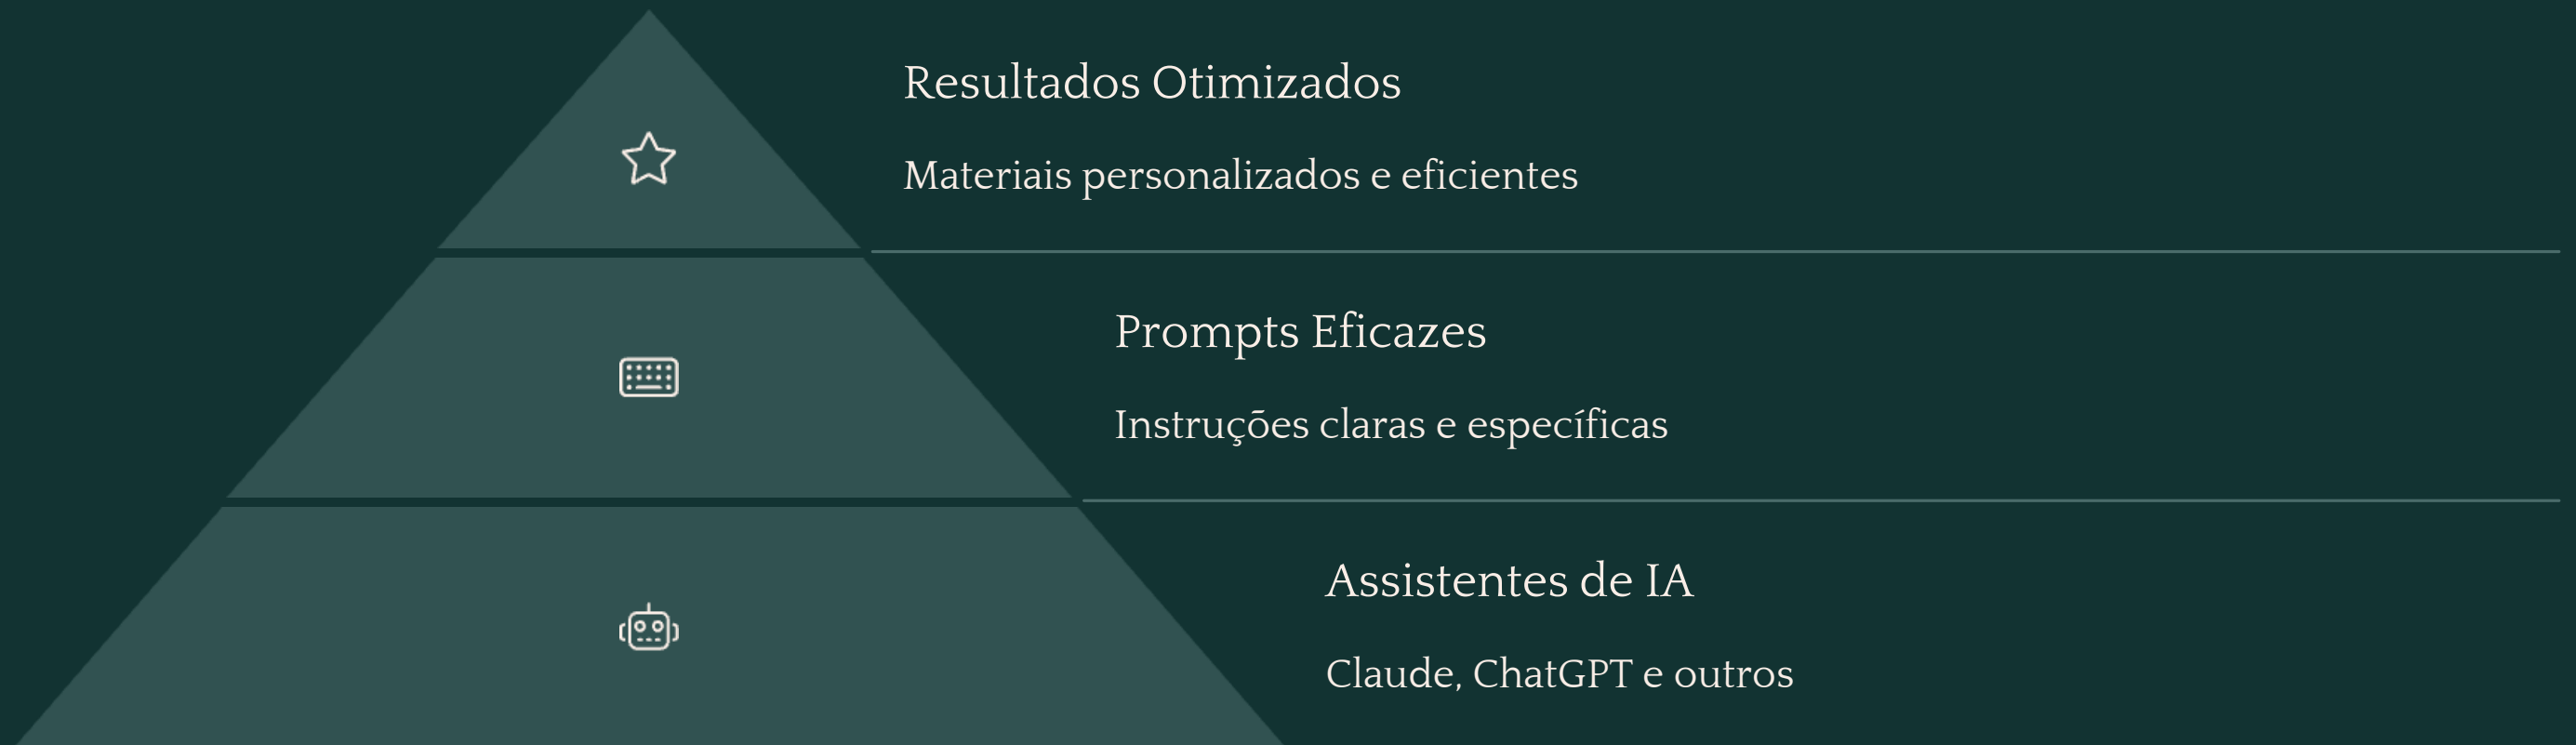 Resultados Otimizados
Materiais personalizados e eficientes
Prompts Eficazes
Instruções claras e específicas
Assistentes de IA
Claude, ChatGPT e outros